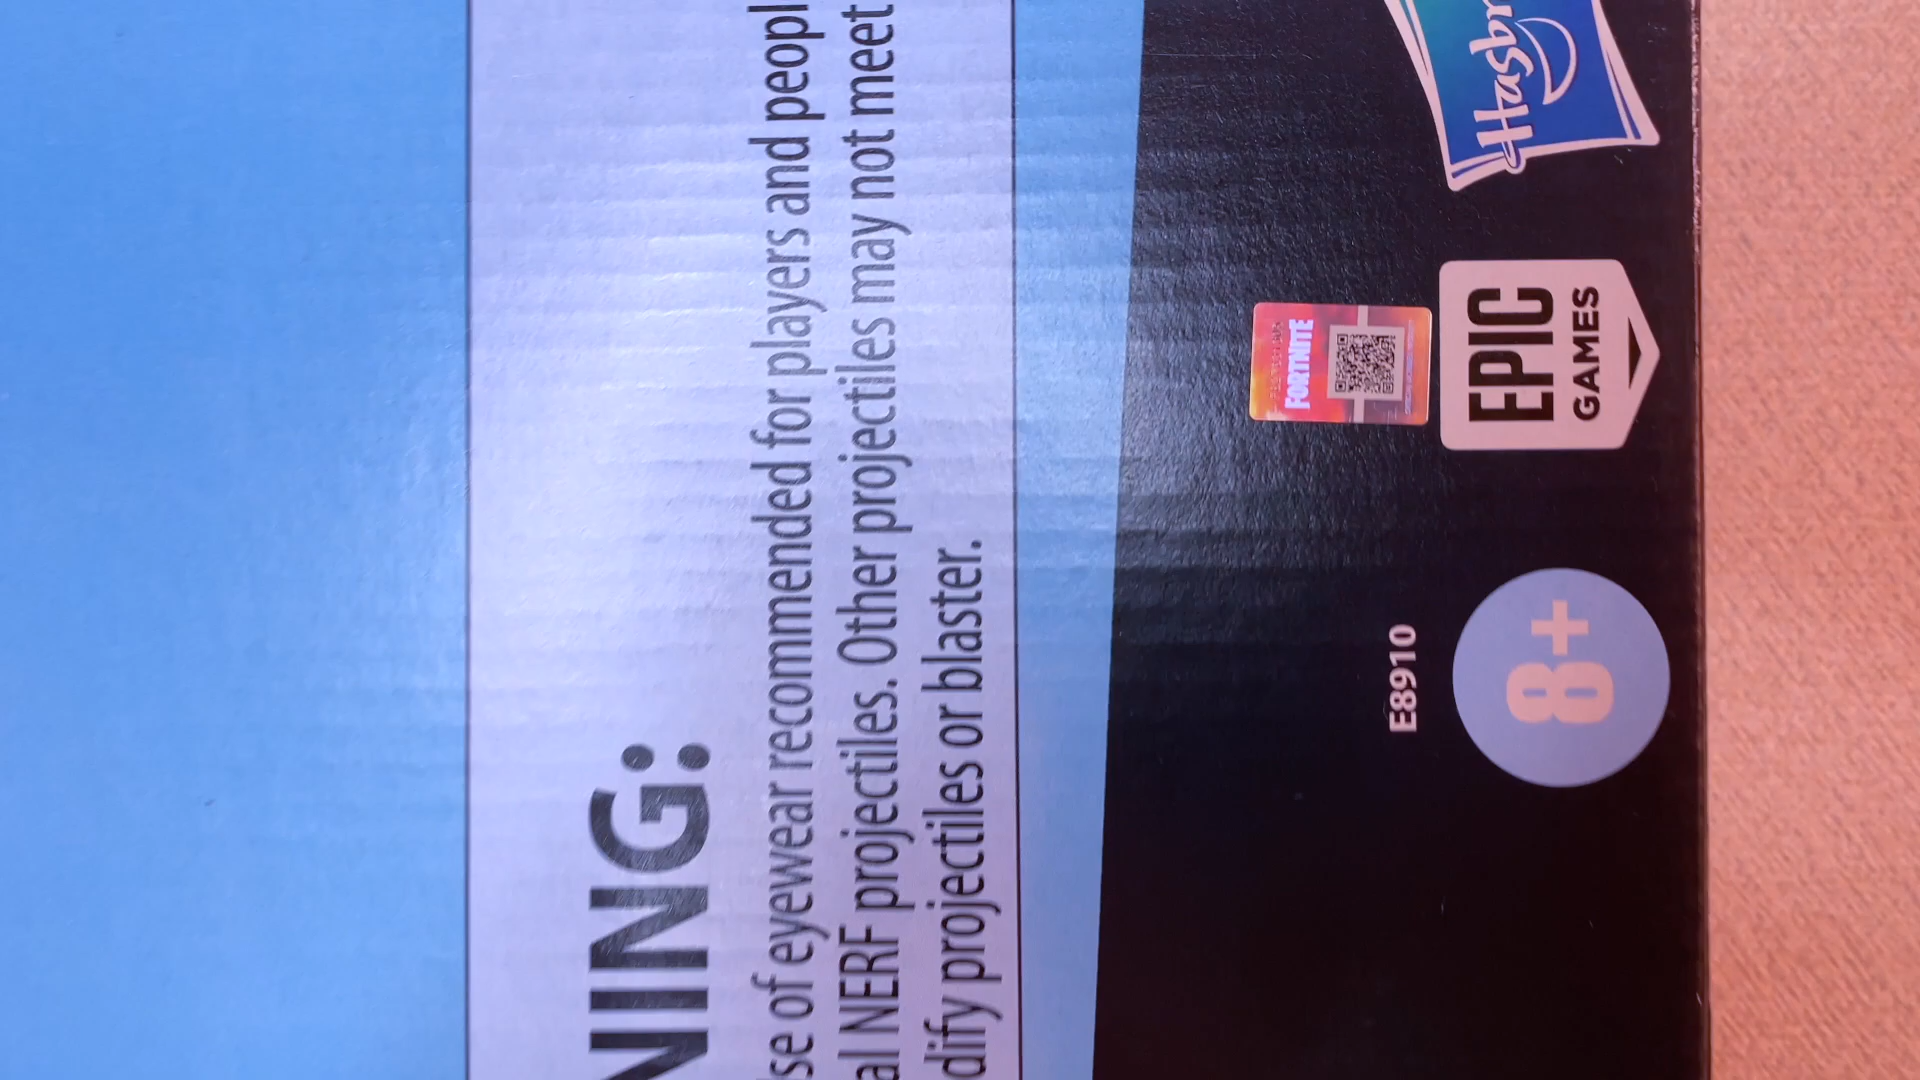 NING:
se of eyewear recommended for players and peopl
al NERF projectiles. Other projectiles may not meet
dify projectiles or blaster.
E8910
8+
FORTNITE
EPIC
GAMES
Hasbr